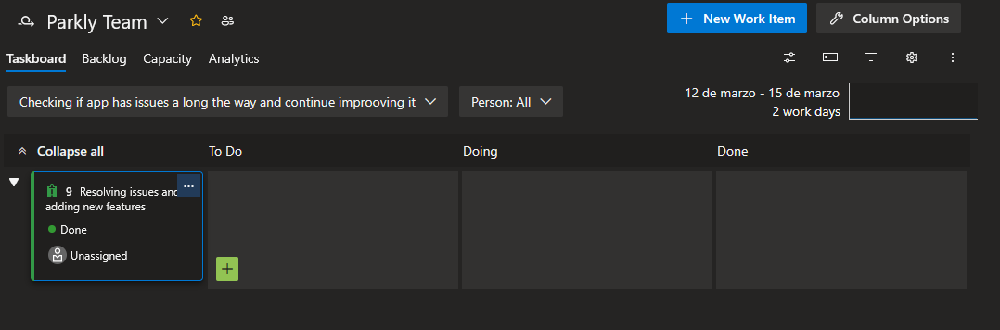 Parkly Team
New Work Item
Column Options
Taskboard Backlog Capacity Analytics
Checking if app has issues a long the way and continue improoving it
Person: All
12 de marzo - 15 de marzo
2 work days
Collapse all To Do Doing Done
9 Resolving issues and
adding new features
Done
Unassigned